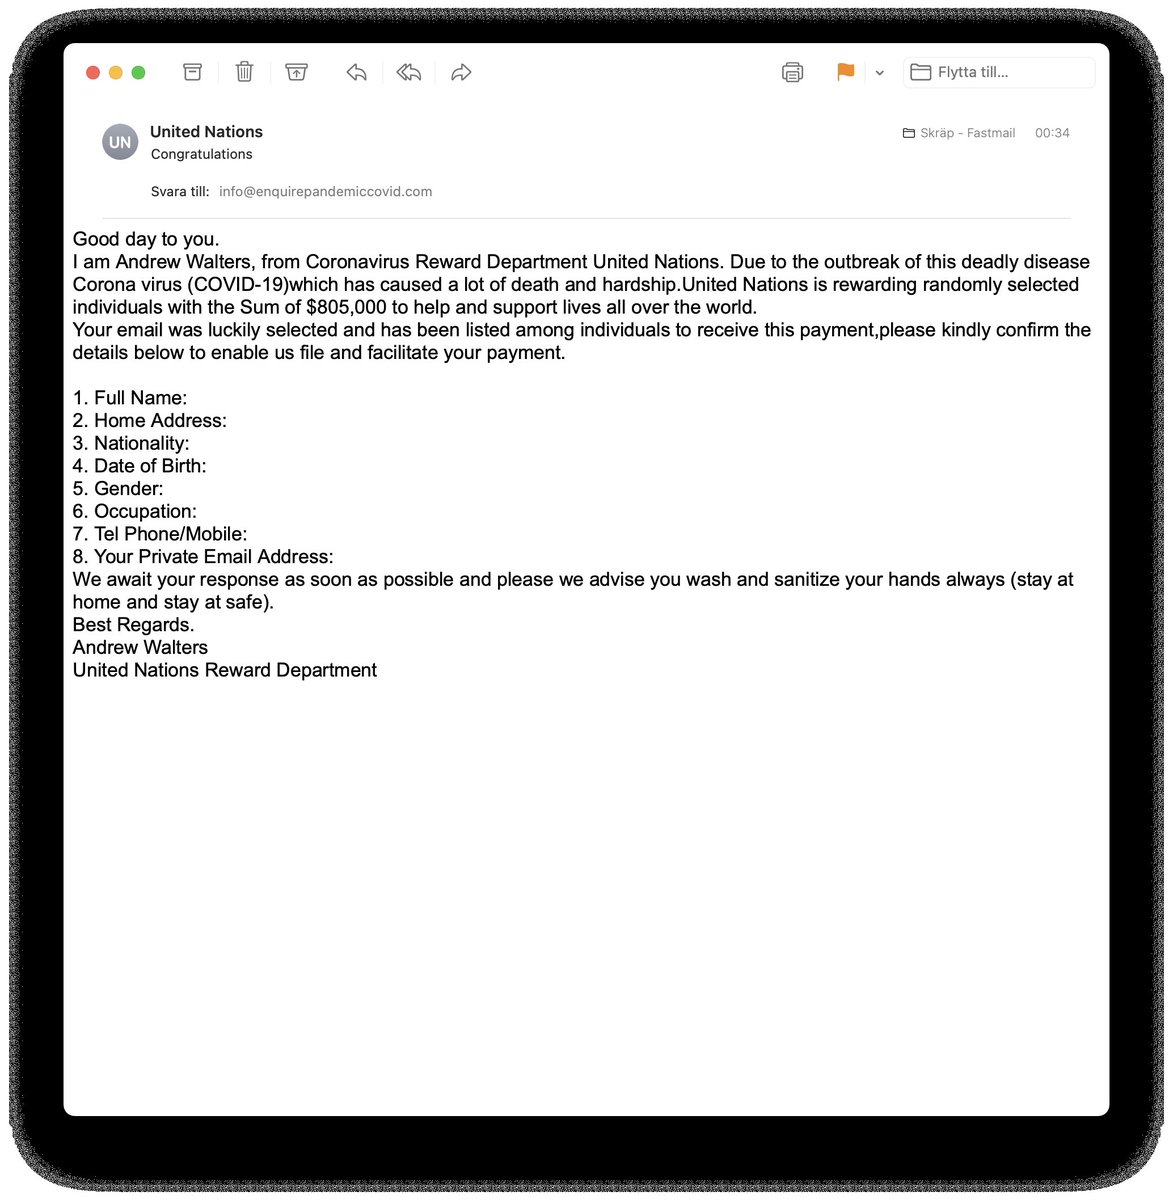 Flytta till...
UN
United Nations
Skräp - Fastmail 00:34
Congratulations
Svara till: info@enquirepandemiccovid.com
Good day to you.
I am Andrew Walters, from Coronavirus Reward Department United Nations. Due to the outbreak of this deadly disease
Corona virus (COVID-19)which has caused a lot of death and hardship.United Nations is rewarding randomly selected
individuals with the Sum of $805,000 to help and support lives all over the world.
Your email was luckily selected and has been listed among individuals to receive this payment,please kindly confirm the
details below to enable us file and facilitate your payment.
1. Full Name:
2. Home Address:
3. Nationality:
4. Date of Birth:
5. Gender:
6. Occupation:
7. Tel Phone/Mobile:
8. Your Private Email Address:
We await your response as soon as possible and please we advise you wash and sanitize your hands always (stay at
home and stay at safe).
Best Regards.
Andrew Walters
United Nations Reward Department